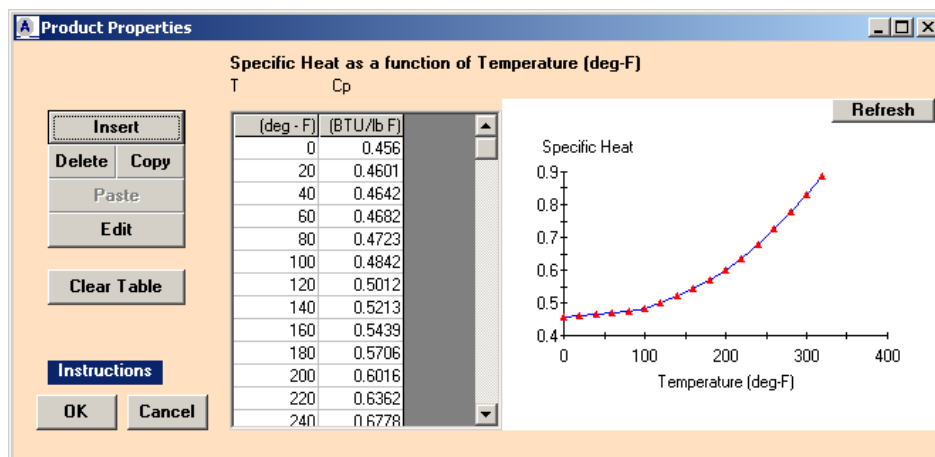 Product Properties
Specific Heat as a function of Temperature (deg-F)
T Cp
Insert
Delete Copy
Paste
Edit
Clear Table
Instructions
OK Cancel
(deg - F) (BTU/lb F)
0 0.456
20 0.4601
40 0.4642
60 0.4682
80 0.4723
100 0.4842
120 0.5012
140 0.5213
160 0.5439
180 0.5706
200 0.6016
220 0.6362
240 0.6778
Refresh
Specific Heat
0.9
0.8
0.7
0.6
0.5
0.4
0 100 200 300 400
Temperature (deg-F)